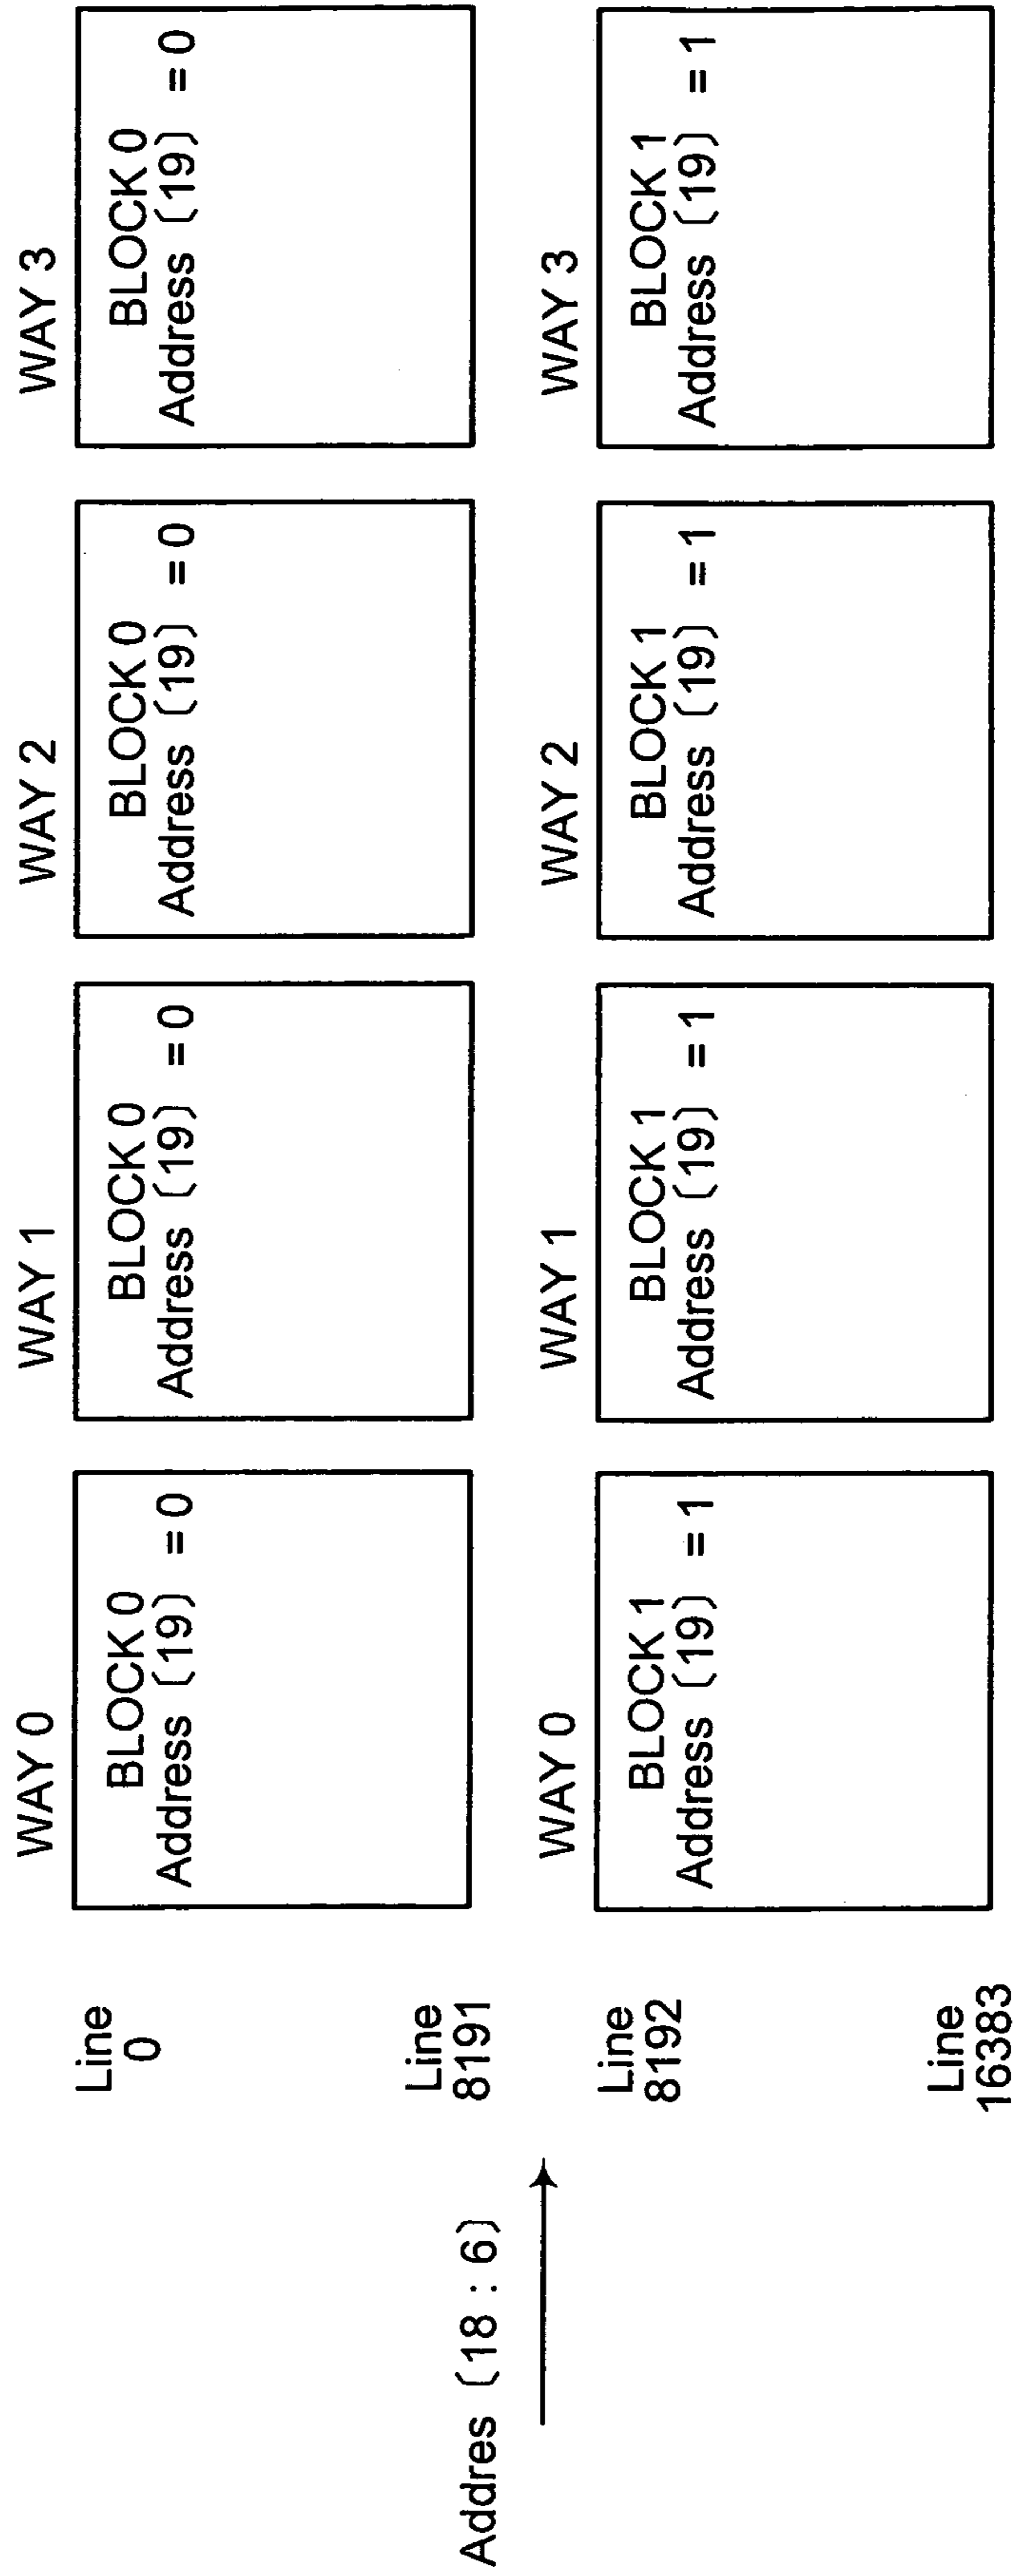 WAY 0
WAY 1
WAY 2
WAY 3
Line
0
BLOCK 0
Address (19) = 0
BLOCK 0
Address (19) = 0
BLOCK 0
Address (19) = 0
BLOCK 0
Address (19) = 0
Line
8191
Addres (18 : 6)
WAY 0
WAY 1
WAY 2
WAY 3
Line
8192
BLOCK 1
Address (19) = 1
BLOCK 1
Address (19) = 1
BLOCK 1
Address (19) = 1
BLOCK 1
Address (19) = 1
Line
16383